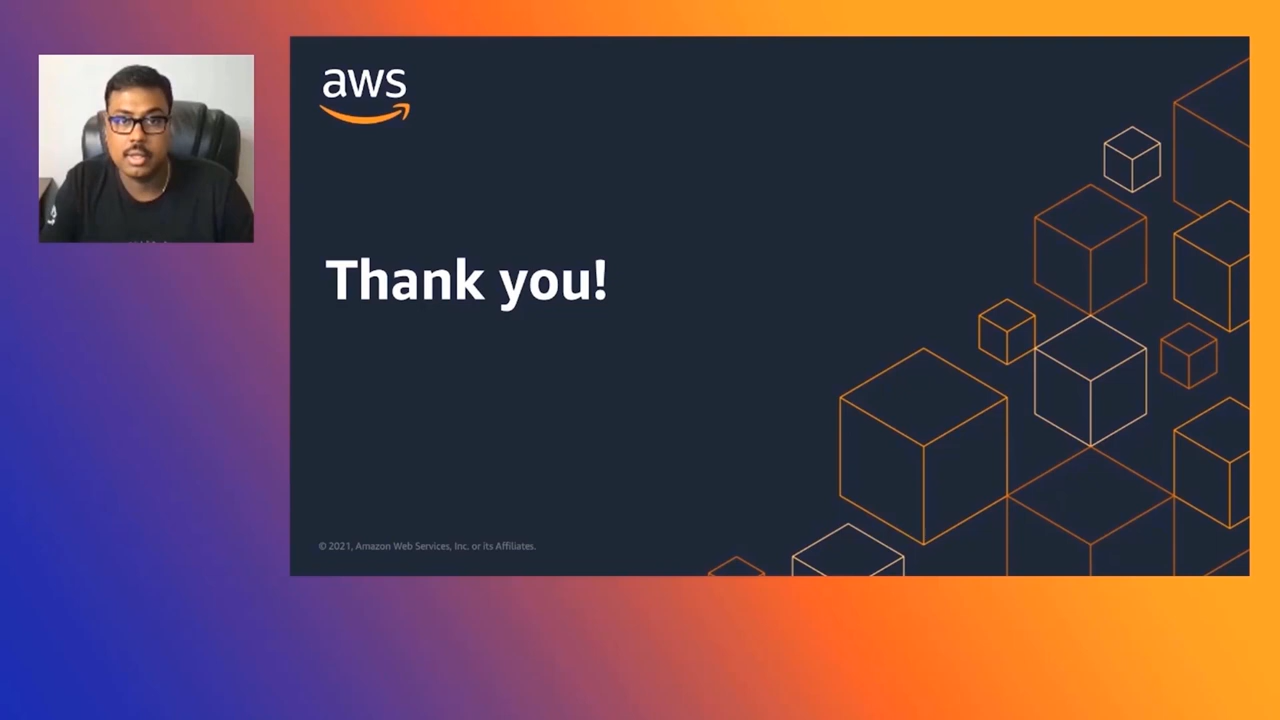 aws
Thank you!
© 2021, Amazon Web Services, Inc. or its Affiliates.